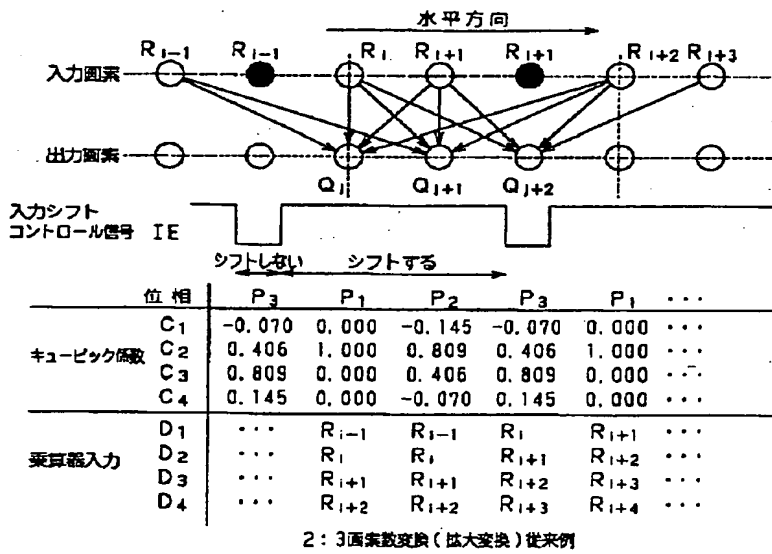 水平方向
R i-1 R i-1 R i R i+1 R i+1 R i+2 R i+3
入力画素
出力画素
Q j Q j+1 Q j+2
入力シフト
コントロール信号 IE
シフトしない シフトする
位相 P3 P1 P2 P3 P1 ···
C1 -0.070 0.000 -0.145 -0.070 0.000 ···
キュービック係数 C2 0.406 1.000 0.809 0.406 1.000 ···
C3 0.809 0.000 0.406 0.809 0.000 ···
C4 0.145 0.000 -0.070 0.145 0.000 ···
D1 ··· R i-1 R i-1 R i R i+1 ···
乗算器入力 D2 ··· R i R i R i+1 R i+2 ···
D3 ··· R i+1 R i+1 R i+2 R i+3 ···
D4 ··· R i+2 R i+2 R i+3 R i+4 ···
2:3画素数変換(拡大変換)従来例